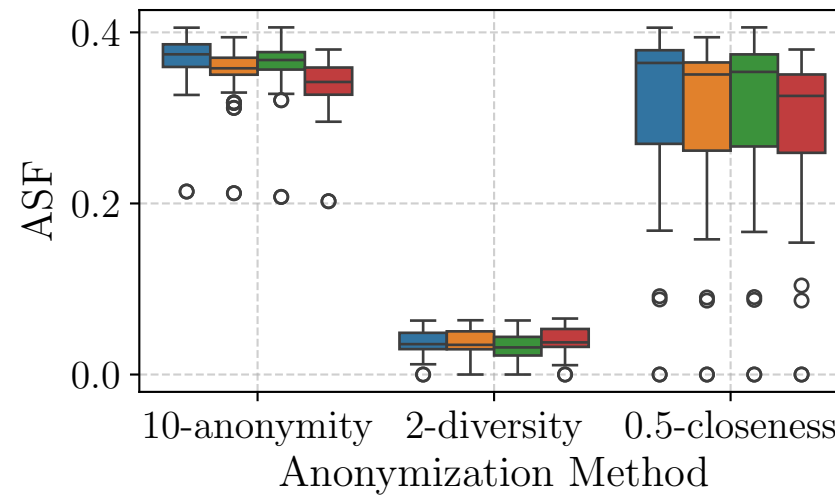 0.4
0.2
0.0
ASF
10-anonymity 2-diversity 0.5-closeness
Anonymization Method